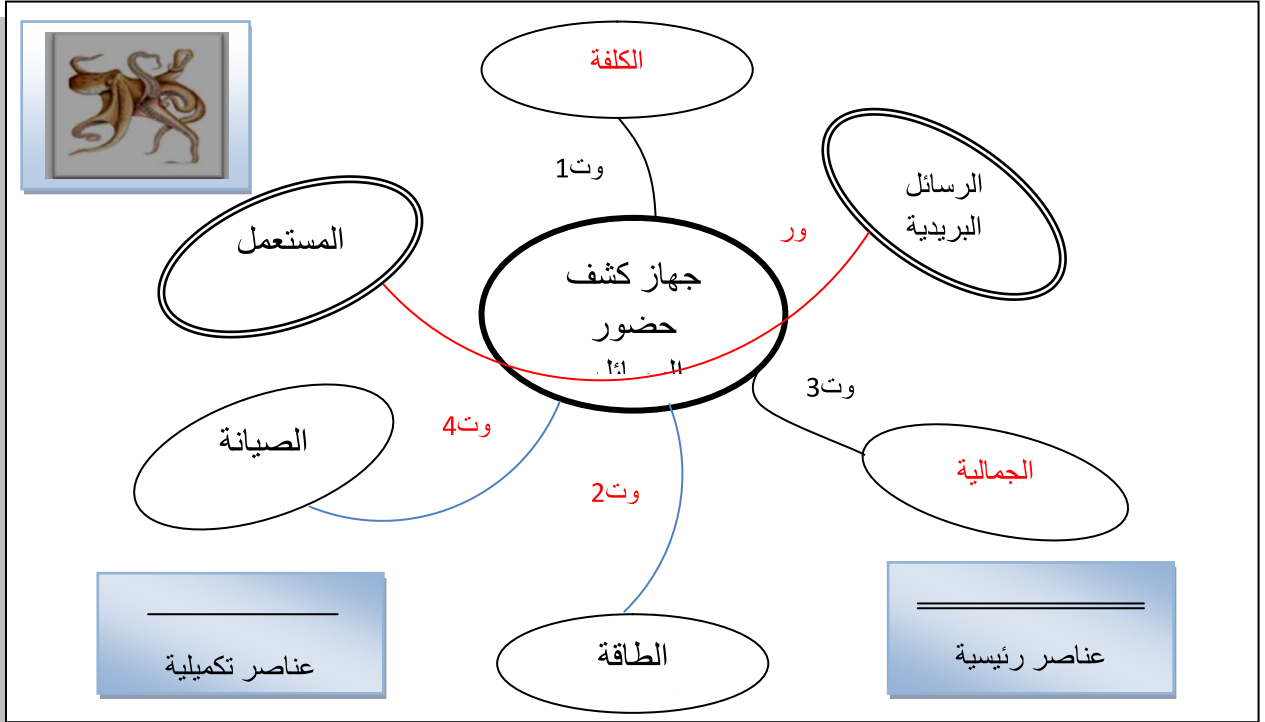 الكلفة
وت1
الرسائل
البريدية
ور
المستعمل
جهاز كشف
حضور
وت3
الصيانة
وت4
الجمالية
وت2
الطاقة
عناصر رئيسية
عناصر تكميلية